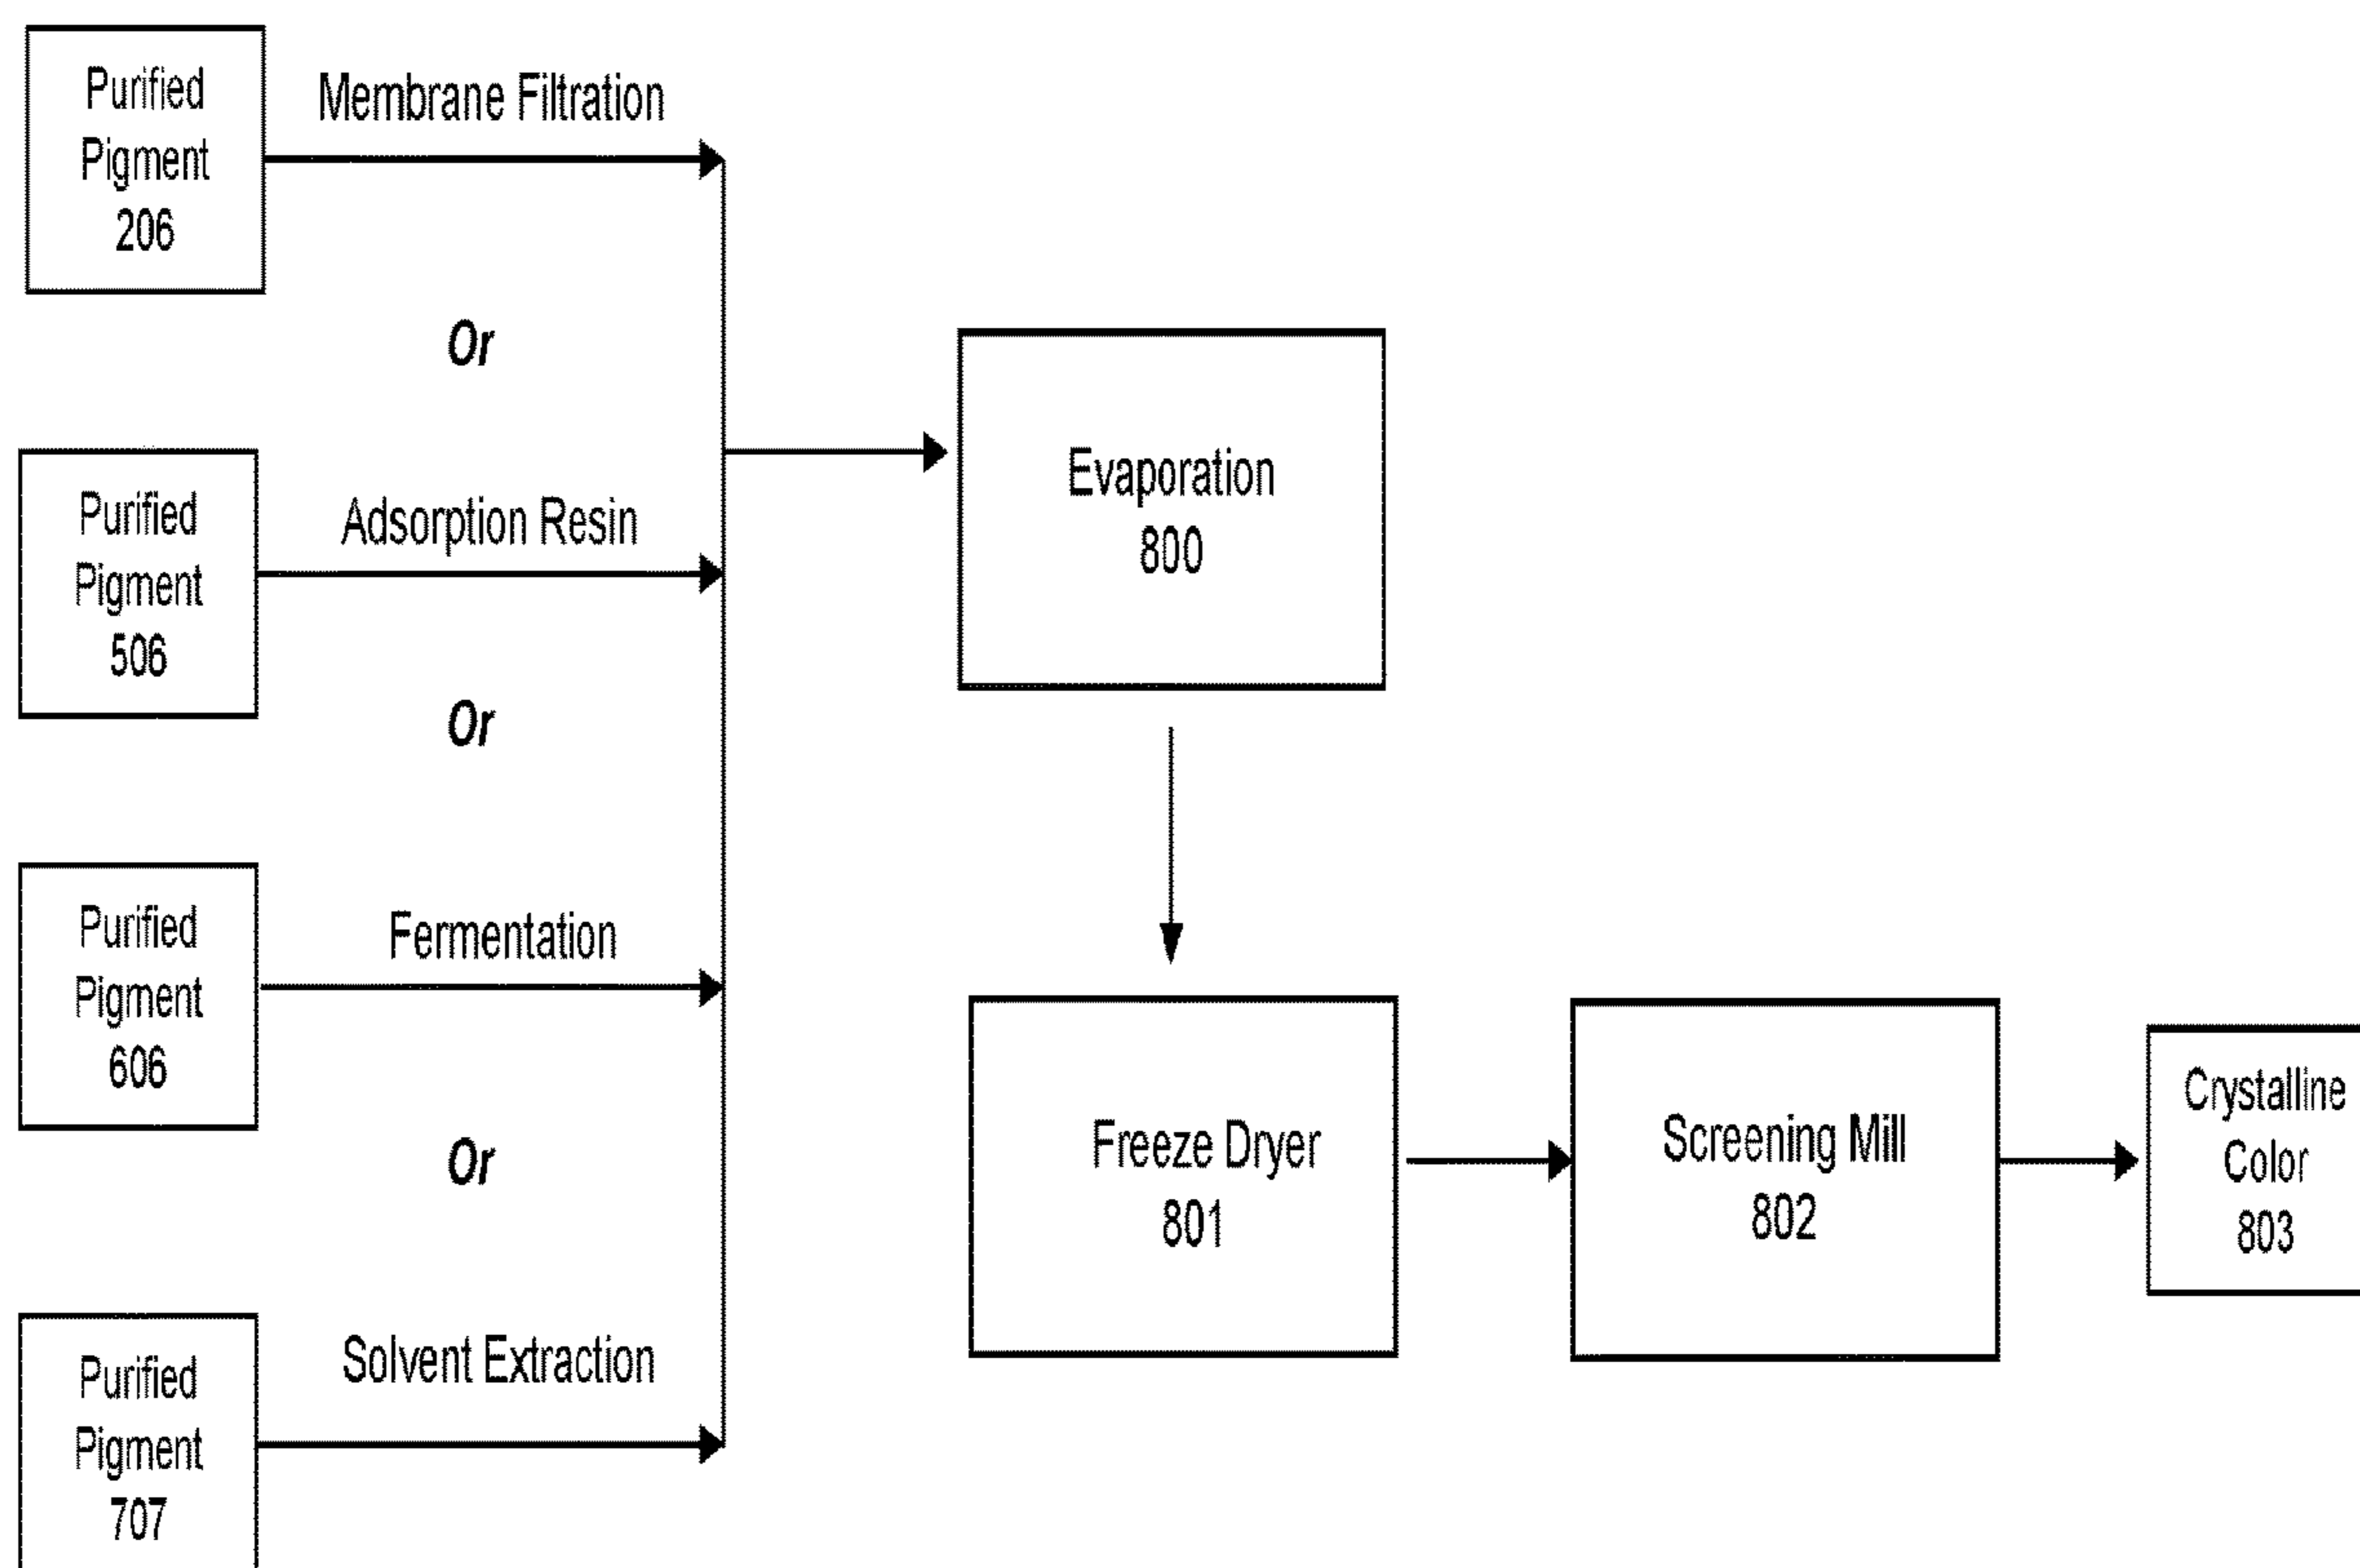 Purified
Pigment
206
Membrane Filtration
Or
Purified
Pigment
506
Adsorption Resin
Evaporation
800
Or
Purified
Pigment
606
Fermentation
Or
Freeze Dryer
801
Screening Mill
802
Crystalline
Color
803
Purified
Pigment
707
Solvent Extraction